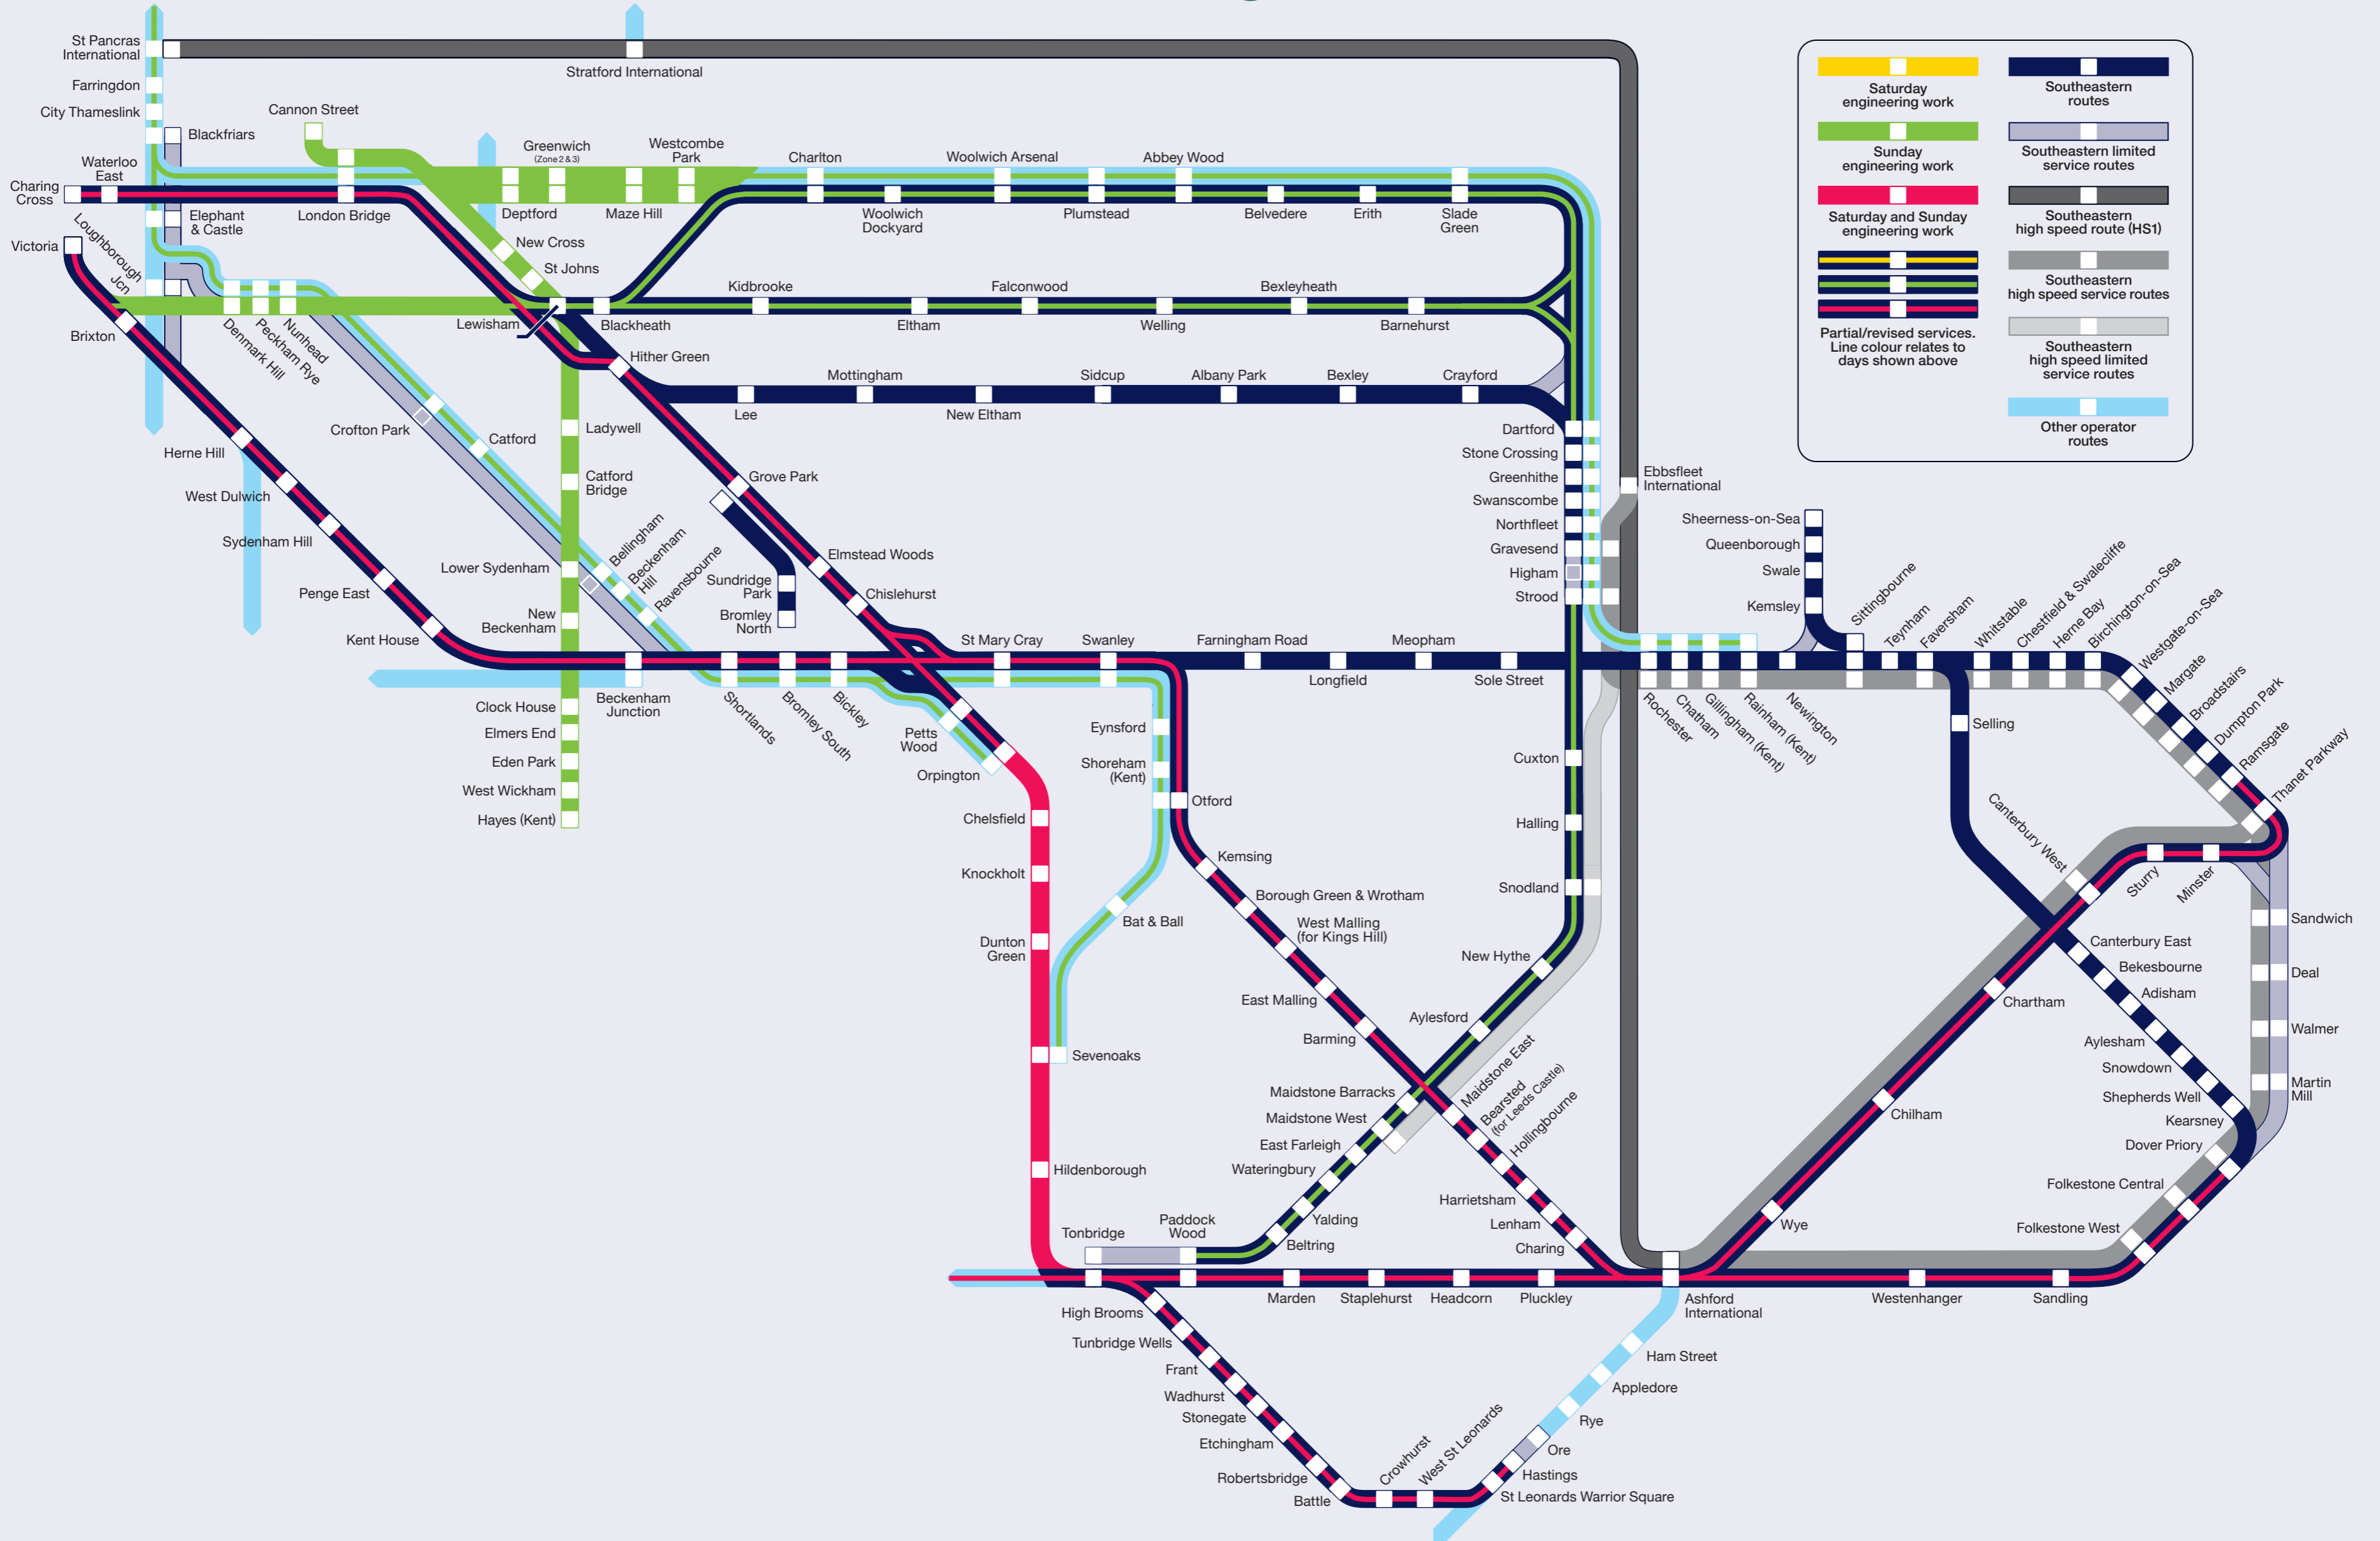 St Pancras
International
Farringdon
City Thameslink
Blackfriars
Waterloo
East
Charing
Cross
Elephant
& Castle
Victoria
Loughborough
Jcn
Brixton
Cannon Street
London Bridge
Stratford International
Greenwich
(Zone 2 & 3)
Westcombe
Park
Deptford
Maze Hill
New Cross
St Johns
Lewisham
Blackheath
Charlton
Woolwich Arsenal
Abbey Wood
Woolwich
Dockyard
Plumstead
Belvedere
Erith
Slade
Green
Kidbrooke
Falconwood
Bexleyheath
Eltham
Welling
Barnehurst
Hither Green
Mottingham
Sidcup
Albany Park
Bexley
Crayford
Lee
New Eltham
Denmark Hill
Peckham Rye
Nunhead
Crofton Park
Catford
Ladywell
Catford
Bridge
Herne Hill
West Dulwich
Sydenham Hill
Penge East
Kent House
Lower Sydenham
New
Beckenham
Bellingham
Beckenham
Hill
Ravensbourne
Grove Park
Sundridge
Park
Bromley
North
Elmstead Woods
Chislehurst
Beckenham
Junction
Shortlands
Bromley South
Bickley
Clock House
Elmers End
Eden Park
West Wickham
Hayes (Kent)
St Mary Cray
Swanley
Farningham Road
Meopham
Longfield
Sole Street
Petts
Wood
Orpington
Chelsfield
Knockholt
Dunton
Green
Sevenoaks
Hildenborough
Eynsford
Shoreham
(Kent)
Otford
Bat & Ball
Kemsing
Borough Green & Wrotham
West Malling
(for Kings Hill)
East Malling
Barming
Maidstone East
Bearsted
(for Leeds Castle)
Hollingbourne
Harrietsham
Lenham
Charing
Dartford
Stone Crossing
Greenhithe
Swanscombe
Northfleet
Gravesend
Higham
Strood
Ebbsfleet
International
Cuxton
Halling
Snodland
New Hythe
Aylesford
Maidstone Barracks
Maidstone West
East Farleigh
Wateringbury
Yalding
Beltring
Paddock
Wood
Tonbridge
Sheerness-on-Sea
Queenborough
Swale
Kemsley
Rochester
Chatham
Gillingham (Kent)
Rainham (Kent)
Newington
Sittingbourne
Teynham
Faversham
Whitstable
Chestfield & Swalecliffe
Herne Bay
Birchington-on-Sea
Westgate-on-Sea
Margate
Broadstairs
Dumpton Park
Ramsgate
Thanet Parkway
Selling
Canterbury West
Sturry
Minster
Sandwich
Deal
Walmer
Martin
Mill
Canterbury East
Bekesbourne
Adisham
Aylesham
Snowdown
Shepherds Well
Kearsney
Dover Priory
Folkestone Central
Folkestone West
Chartham
Chilham
Wye
Marden
Staplehurst
Headcorn
Pluckley
Ashford
International
Westenhanger
Sandling
High Brooms
Tunbridge Wells
Frant
Wadhurst
Stonegate
Etchingham
Robertsbridge
Battle
Crowhurst
West St Leonards
St Leonards Warrior Square
Hastings
Ore
Rye
Appledore
Ham Street
Saturday
engineering work
Sunday
engineering work
Saturday and Sunday
engineering work
Partial/revised services.
Line colour relates to
days shown above
Southeastern
routes
Southeastern limited
service routes
Southeastern
high speed route (HS1)
Southeastern
high speed service routes
Southeastern
high speed limited
service routes
Other operator
routes